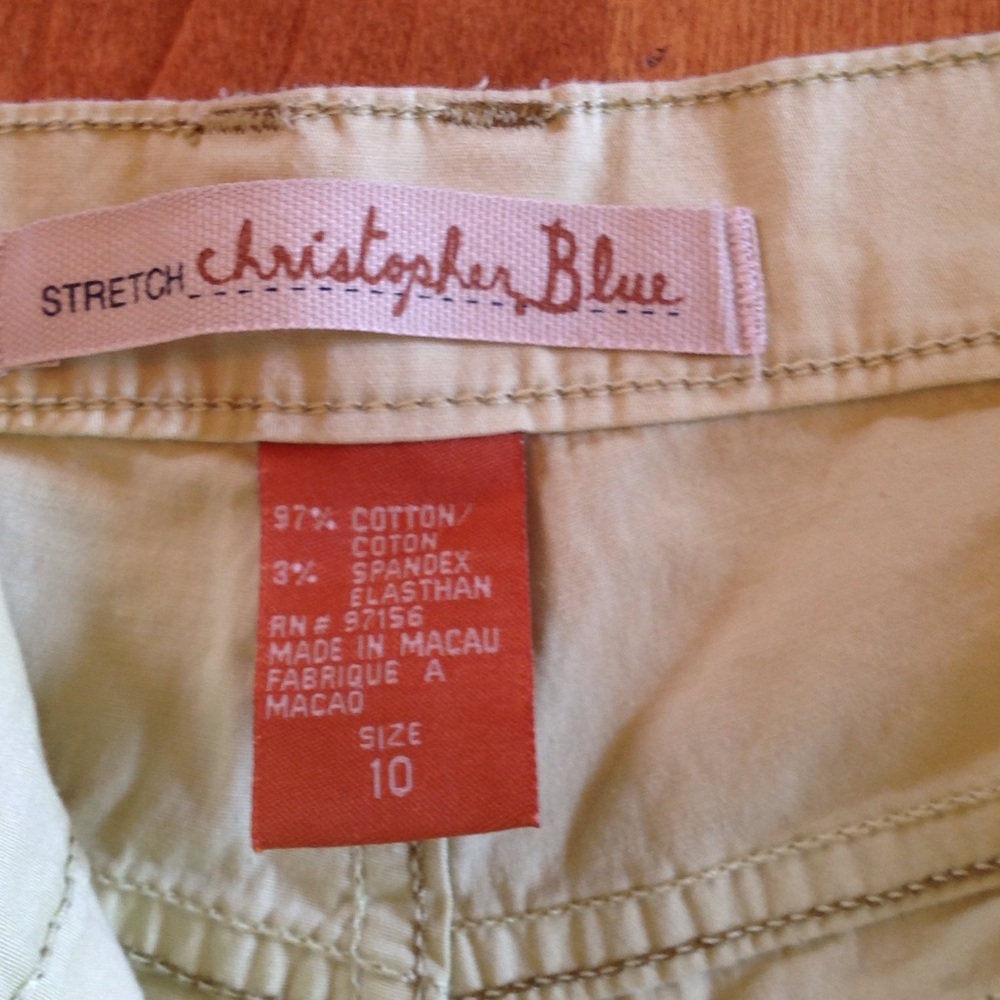 STRETCH christopher Blue
97% COTTON/
COTON
3% SPANDEX
ELASTHAN
RN# 97156
MADE IN MACAU
FABRIQUE A
MACAO
SIZE
10